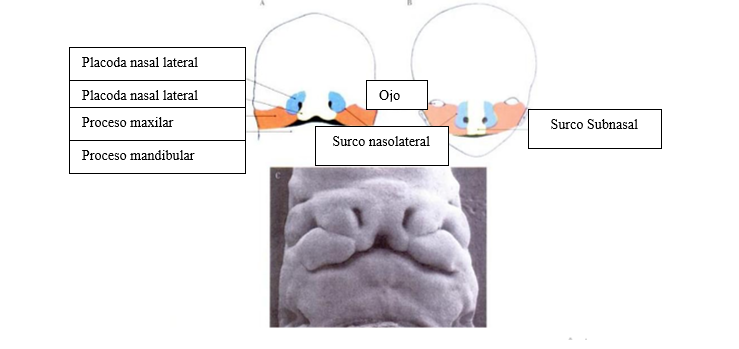 A
B
Placoda nasal lateral
Placoda nasal lateral
Proceso maxilar
Proceso mandibular
Ojo
Surco nasolateral
Surco Subnasal
C